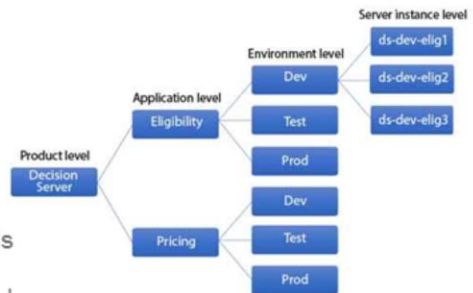 Server instance level
ds-dev-elig1
Environment level
Dev
ds-dev-elig2
Application level
Eligibility
Test
ds-dev-elig3
Product level
Prod
Decision
Server
Dev
s
Pricing
Test
Prod